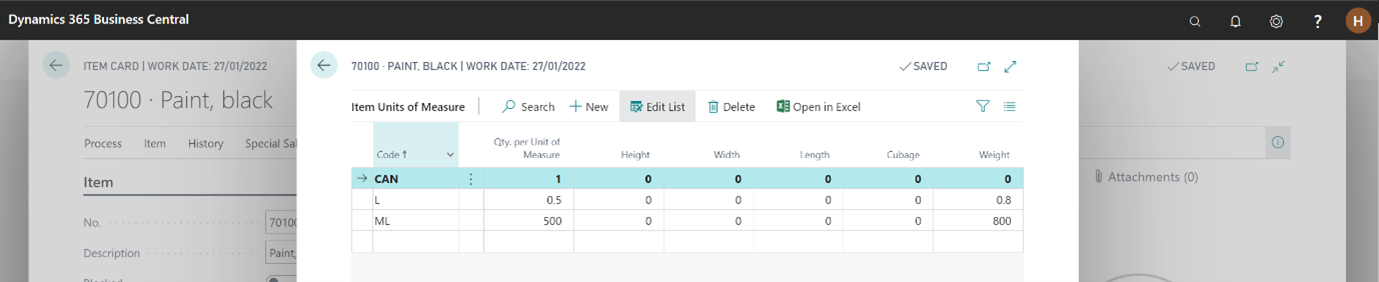 Dynamics 365 Business Central
?
H
ITEM CARD | WORK DATE: 27/01/2022
70100 · Paint, black
Process Item History Special Sal
Item
No. 70100
Description Paint,
Blocked
70100 · PAINT, BLACK | WORK DATE: 27/01/2022
✓ SAVED
Item Units of Measure Search New Edit List Delete Open in Excel
Code ↑ Qty. per Unit of Measure Height Width Length Cubage Weight
→ CAN 1 0 0 0 0 0
L 0.5 0 0 0 0 0.8
ML 500 0 0 0 0 800
✓ SAVED
Attachments (0)